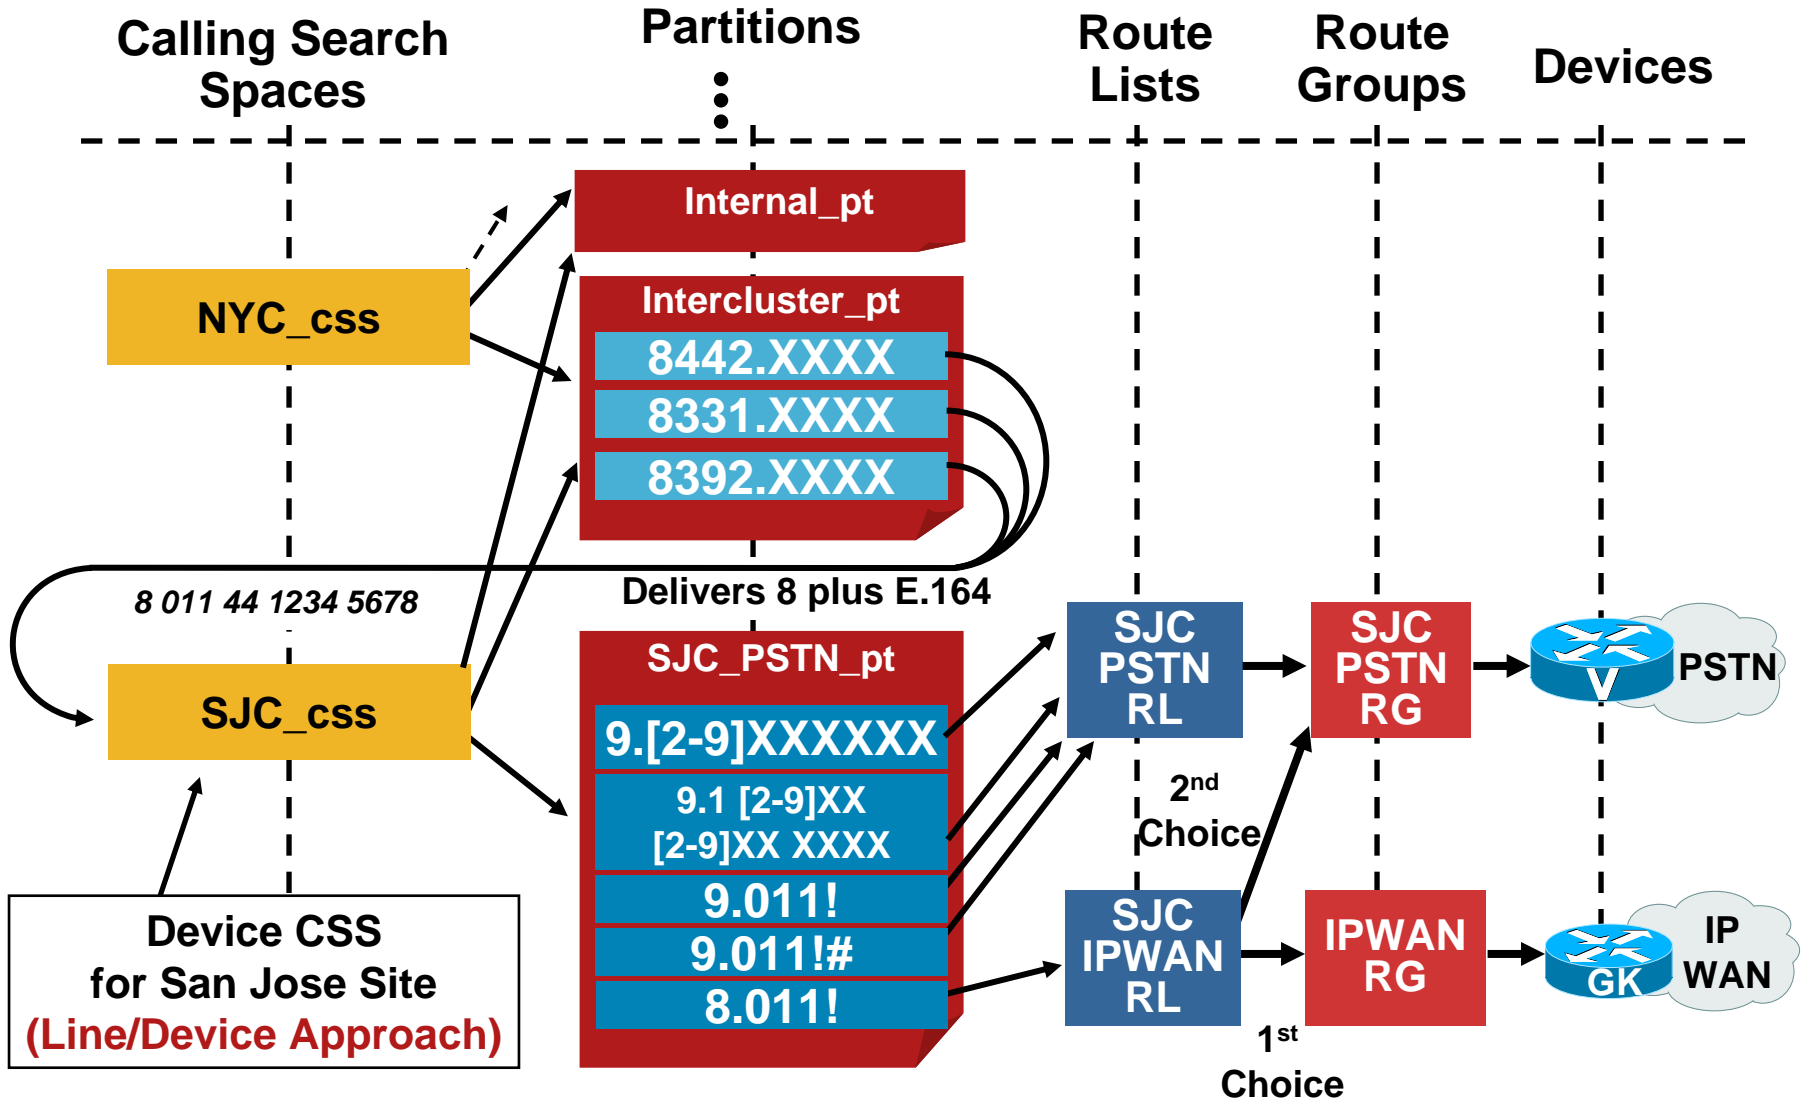 Calling Search
Spaces
Partitions
Route
Lists
Route
Groups
Devices
Internal_pt
NYC_css
Intercluster_pt
8442.XXXX
8331.XXXX
8392.XXXX
8 011 44 1234 5678
Delivers 8 plus E.164
SJC_css
SJC_PSTN_pt
9.[2-9]XXXXXX
9.1 [2-9]XX
[2-9]XX XXXX
9.011!
9.011!#
8.011!
SJC
PSTN
RL
SJC
PSTN
RG
V
PSTN
2nd
Choice
SJC
IPWAN
RL
IPWAN
RG
GK
IP
WAN
1st
Choice
Device CSS
for San Jose Site
(Line/Device Approach)